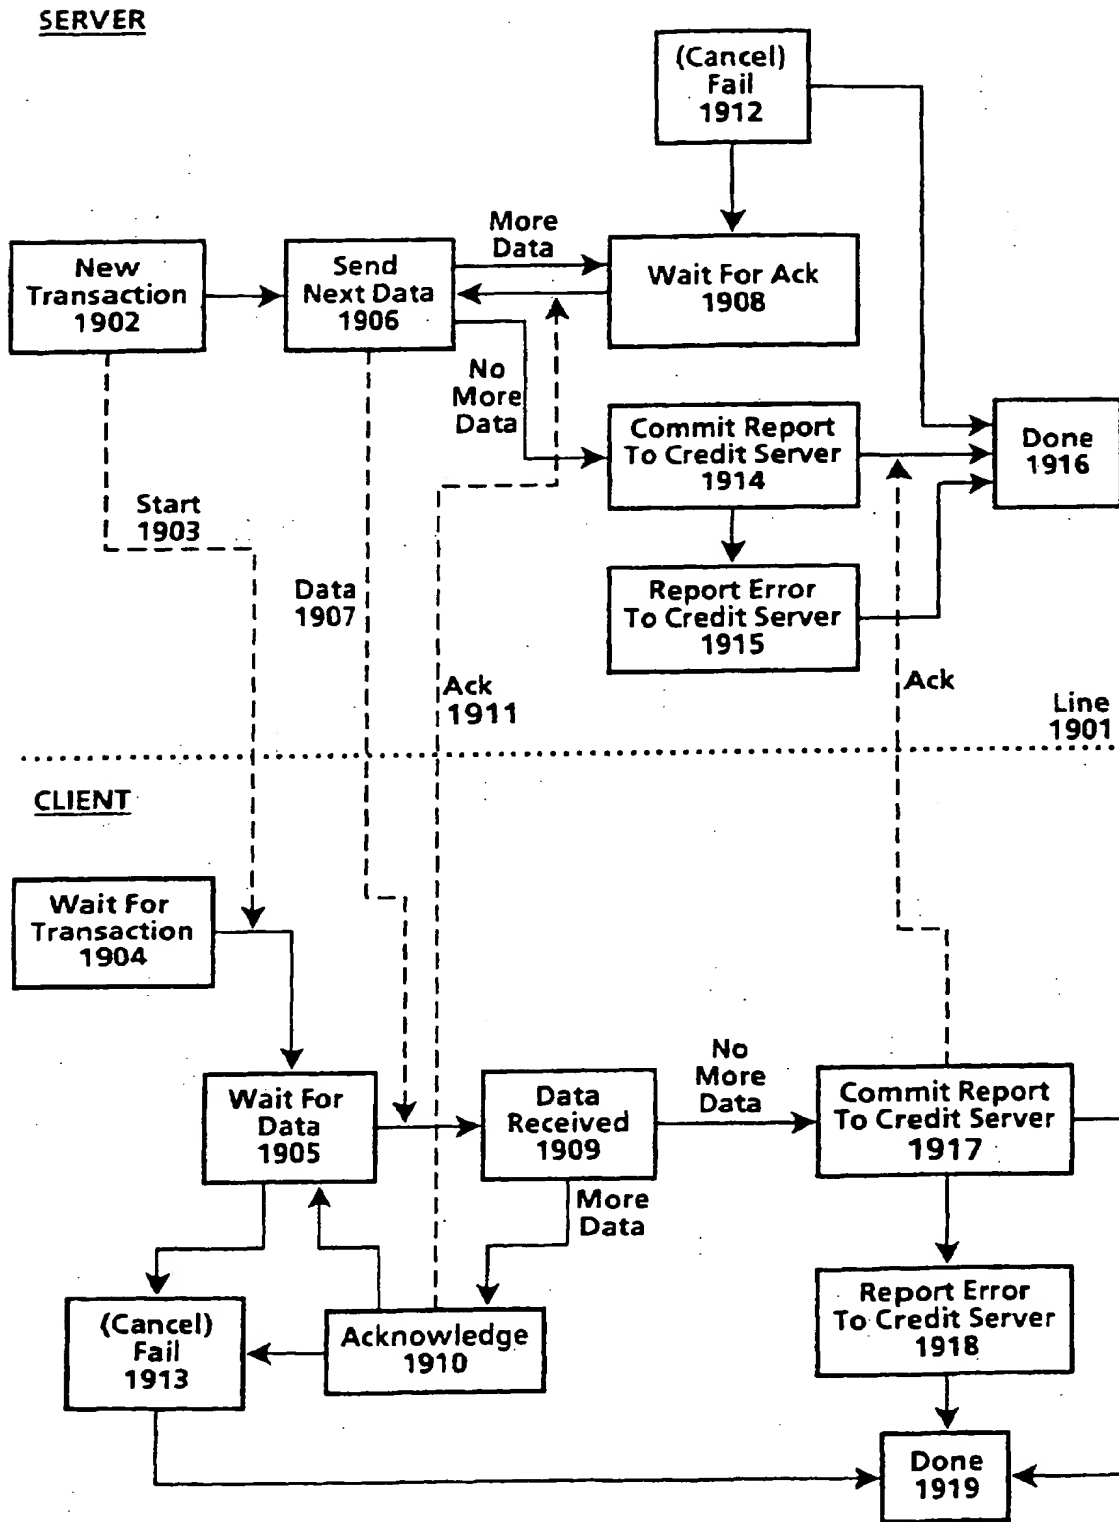 SERVER
(Cancel)
Fail
1912
New
Transaction
1902
Send
Next Data
1906
More
Data
Wait For Ack
1908
No
More
Data
Commit Report
To Credit Server
1914
Done
1916
Start
1903
Data
1907
Report Error
To Credit Server
1915
Ack
1911
Ack
Line
1901
CLIENT
Wait For
Transaction
1904
Wait For
Data
1905
Data
Received
1909
No
More
Data
Commit Report
To Credit Server
1917
More
Data
(Cancel)
Fail
1913
Acknowledge
1910
Report Error
To Credit Server
1918
Done
1919